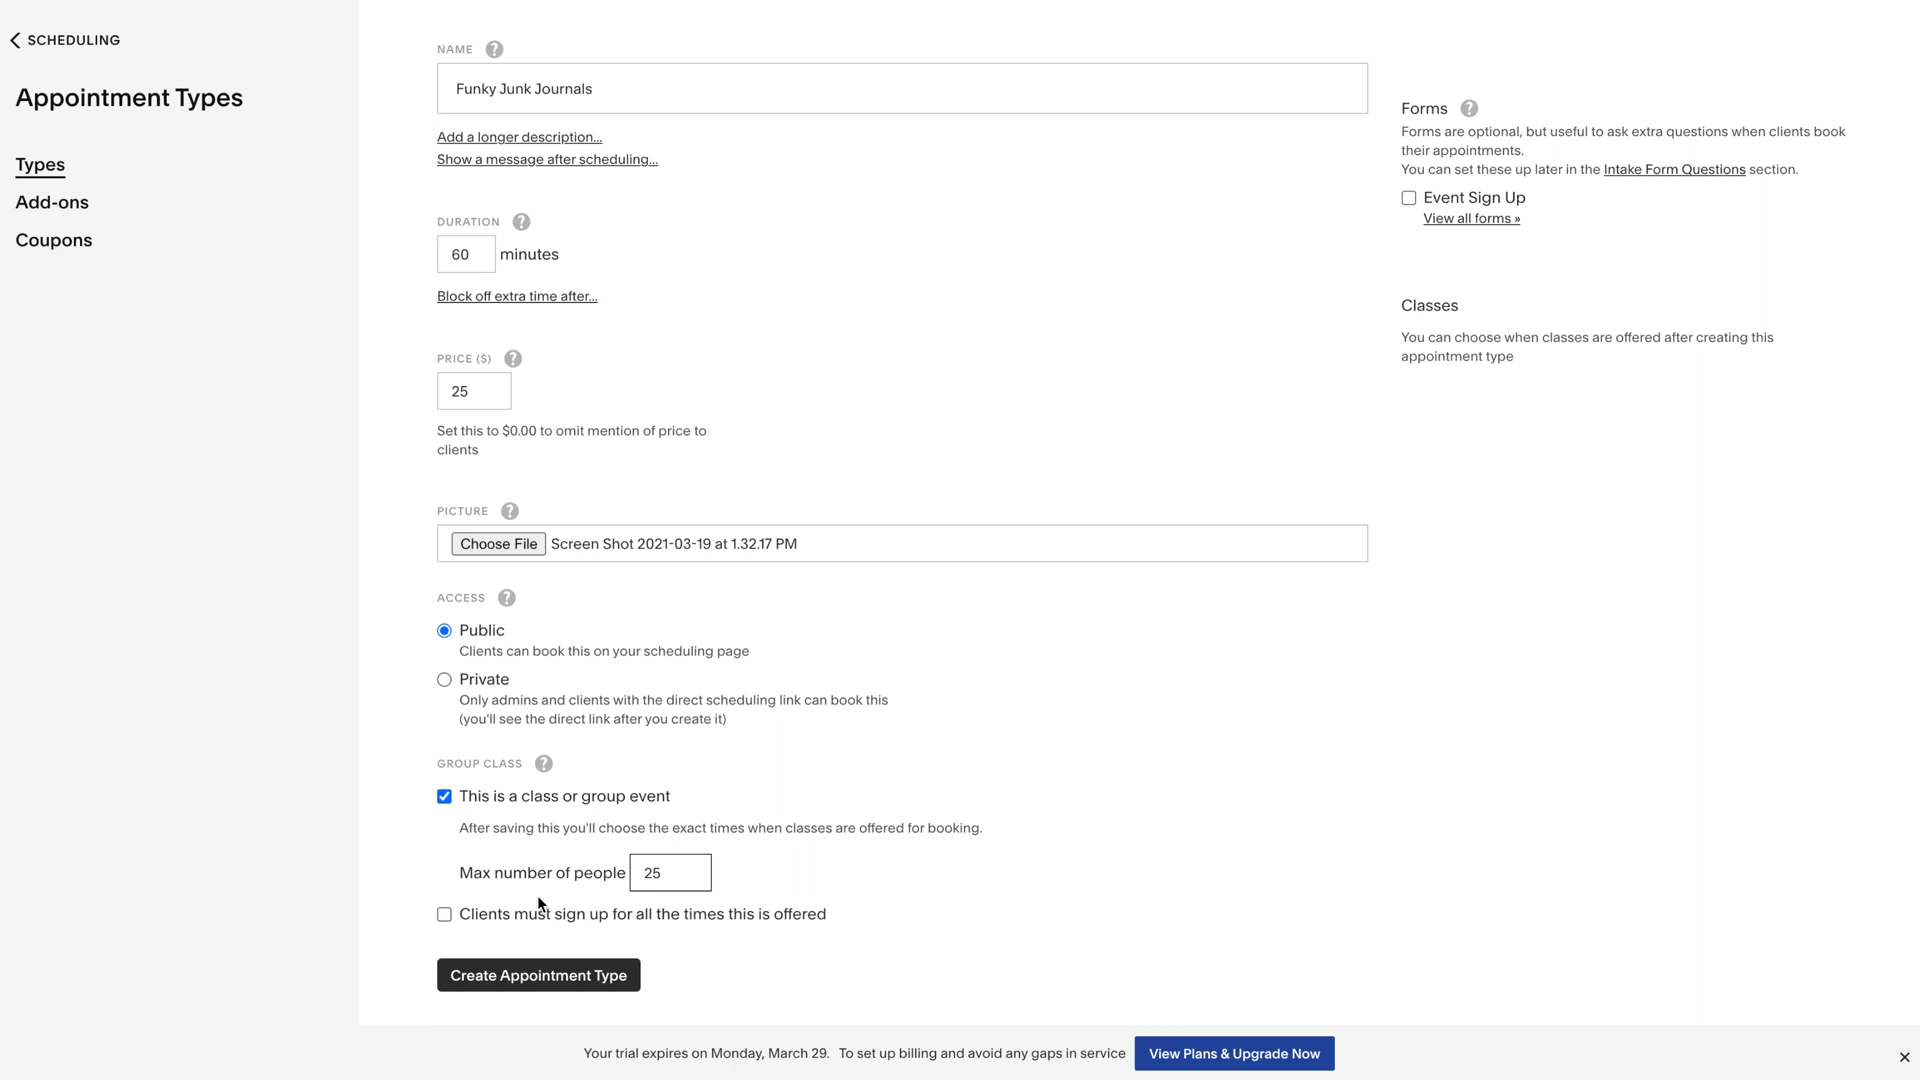 SCHEDULING
Appointment Types
Types
Add-ons
Coupons
NAME ?
Funky Junk Journals
Add a longer description...
Show a message after scheduling...
DURATION ?
60 minutes
Block off extra time after...
PRICE ($) ?
25
Set this to $0.00 to omit mention of price to
clients
PICTURE ?
Choose File Screen Shot 2021-03-19 at 1.32.17 PM
ACCESS ?
Public
Clients can book this on your scheduling page
Private
Only admins and clients with the direct scheduling link can book this
(you'll see the direct link after you create it)
GROUP CLASS ?
This is a class or group event
After saving this you'll choose the exact times when classes are offered for booking.
Max number of people 25
Clients must sign up for all the times this is offered
Create Appointment Type
Forms ?
Forms are optional, but useful to ask extra questions when clients book
their appointments.
You can set these up later in the Intake Form Questions section.
Event Sign Up
View all forms »
Classes
You can choose when classes are offered after creating this
appointment type
Your trial expires on Monday, March 29. To set up billing and avoid any gaps in service View Plans & Upgrade Now